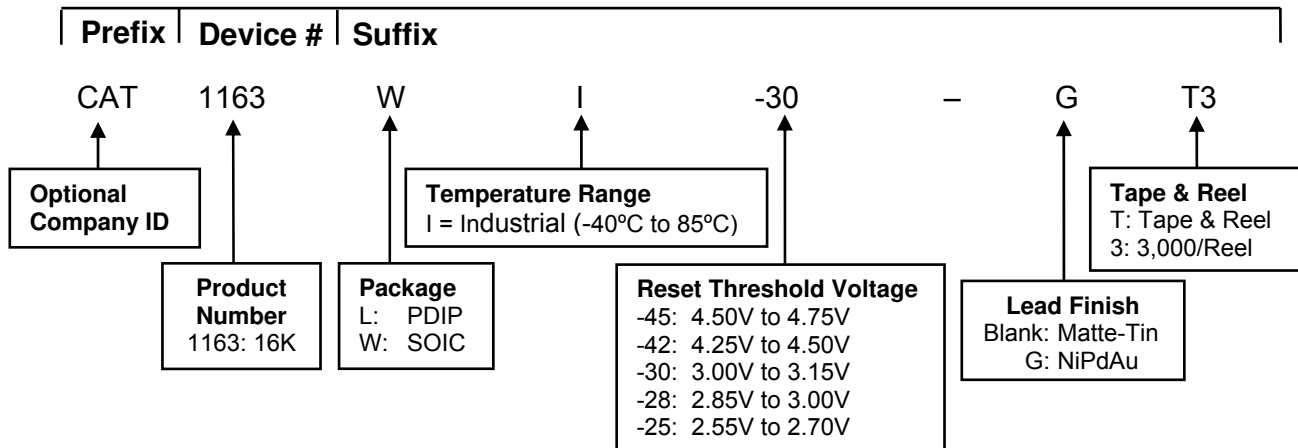 Prefix Device # Suffix
CAT 1163 W I -30 – G T3
Optional
Company ID
Temperature Range
I = Industrial (-40ºC to 85ºC)
Tape & Reel
T: Tape & Reel
3: 3,000/Reel
Product
Number
1163: 16K
Package
L: PDIP
W: SOIC
Reset Threshold Voltage
-45: 4.50V to 4.75V
-42: 4.25V to 4.50V
-30: 3.00V to 3.15V
-28: 2.85V to 3.00V
-25: 2.55V to 2.70V
Lead Finish
Blank: Matte-Tin
G: NiPdAu